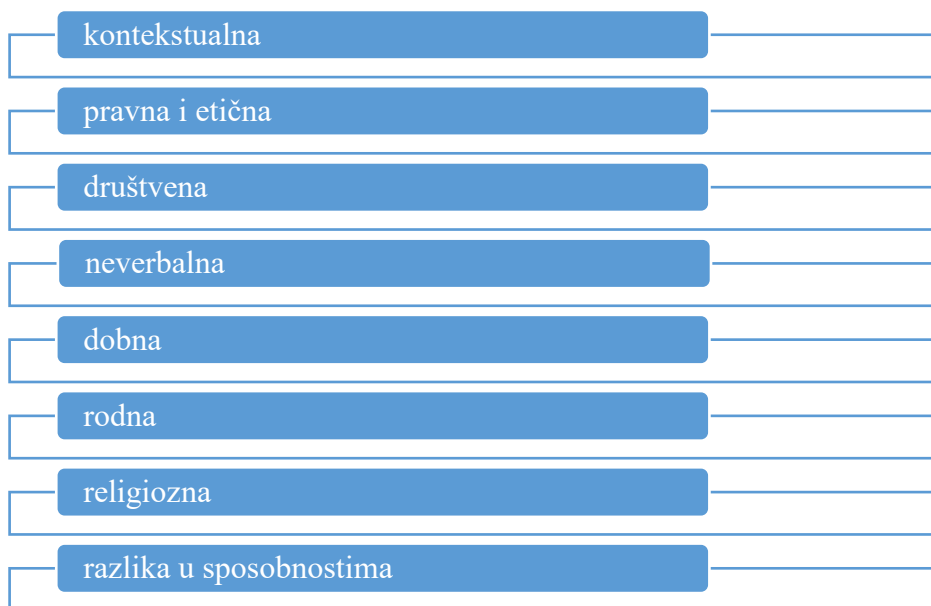 kontekstualna
pravna i etična
društvena
neverbalna
dobna
rodna
religiozna
razlika u sposobnostima